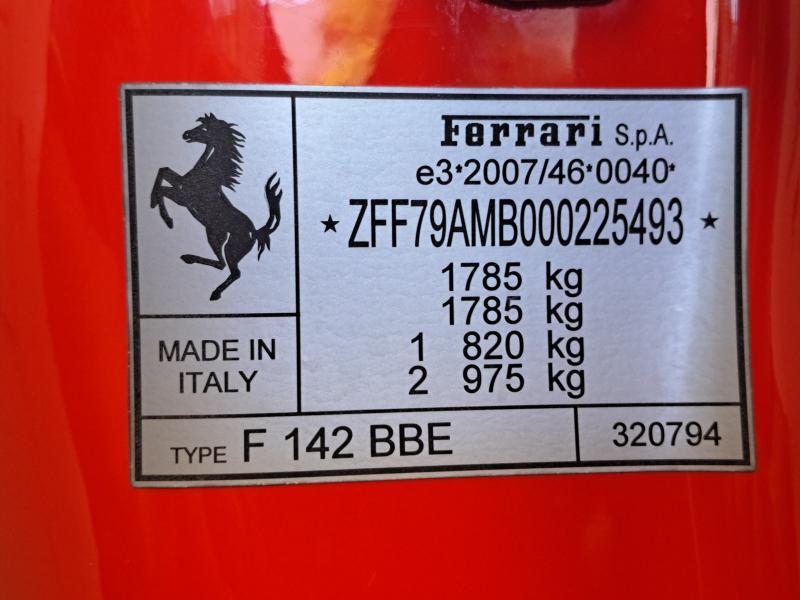 Ferrari S.p.A.
e3*2007/46*0040*
★ ZFF79AMB000225493 ★
1785 kg
1785 kg
1 820 kg
2 975 kg
MADE IN
ITALY
TYPE F 142 BBE
320794